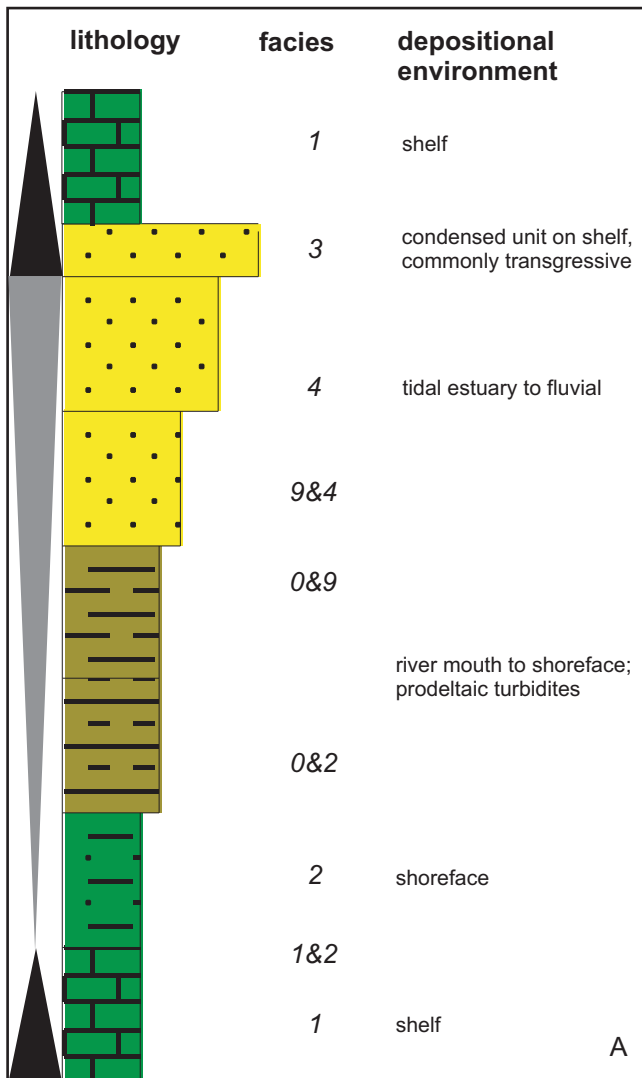 lithology facies depositional
environment
1 shelf
3 condensed unit on shelf,
commonly transgressive
4 tidal estuary to fluvial
9&4
0&9
river mouth to shoreface;
prodeltaic turbidites
0&2
2 shoreface
1&2
1 shelf
A